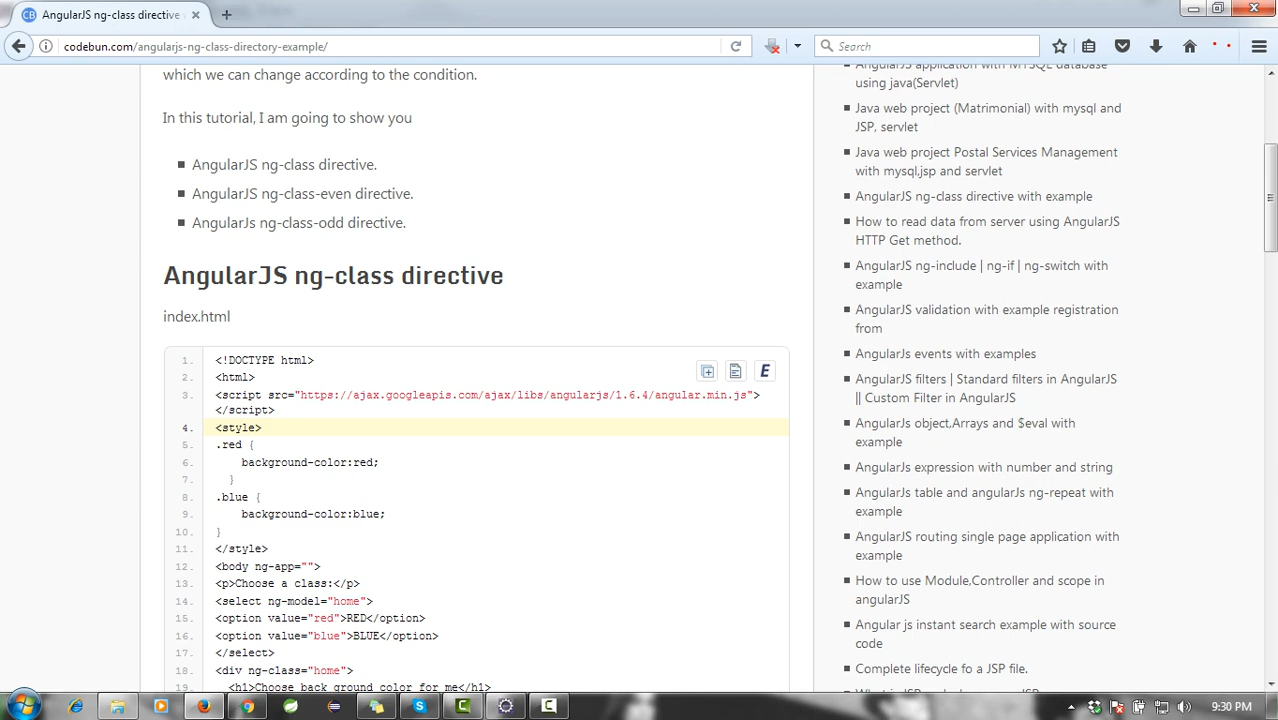 AngularJS ng-class directive
codebun.com/angularjs-ng-class-directory-example/
Search
which we can change according to the condition.
In this tutorial, I am going to show you
AngularJS ng-class directive.
AngularJS ng-class-even directive.
AngularJs ng-class-odd directive.
AngularJS ng-class directive
index.html
1. <!DOCTYPE html>
2. <html>
3. <script src="https://ajax.googleapis.com/ajax/libs/angularjs/1.6.4/angular.min.js">
</script>
4. <style>
5. .red {
6. background-color:red;
7. }
8. .blue {
9. background-color:blue;
10. }
11. </style>
12. <body ng-app="">
13. <p>Choose a class:</p>
14. <select ng-model="home">
15. <option value="red">RED</option>
16. <option value="blue">BLUE</option>
17. </select>
18. <div ng-class="home">
19. <h1>Choose back ground color for me</h1>
AngularJS application with MYSQL database
using java(Servlet)
Java web project (Matrimonial) with mysql and
JSP, servlet
Java web project Postal Services Management
with mysql,jsp and servlet
AngularJS ng-class directive with example
How to read data from server using AngularJS
HTTP Get method.
AngularJS ng-include | ng-if | ng-switch with
example
AngularJS validation with example registration
from
AngularJs events with examples
AngularJS filters | Standard filters in AngularJS
|| Custom Filter in AngularJS
AngularJs object,Arrays and $eval with
example
AngularJs expression with number and string
AngularJs table and angularJs ng-repeat with
example
AngularJS routing single page application with
example
How to use Module,Controller and scope in
angularJS
Angular js instant search example with source
code
Complete lifecycle fo a JSP file.
9:30 PM